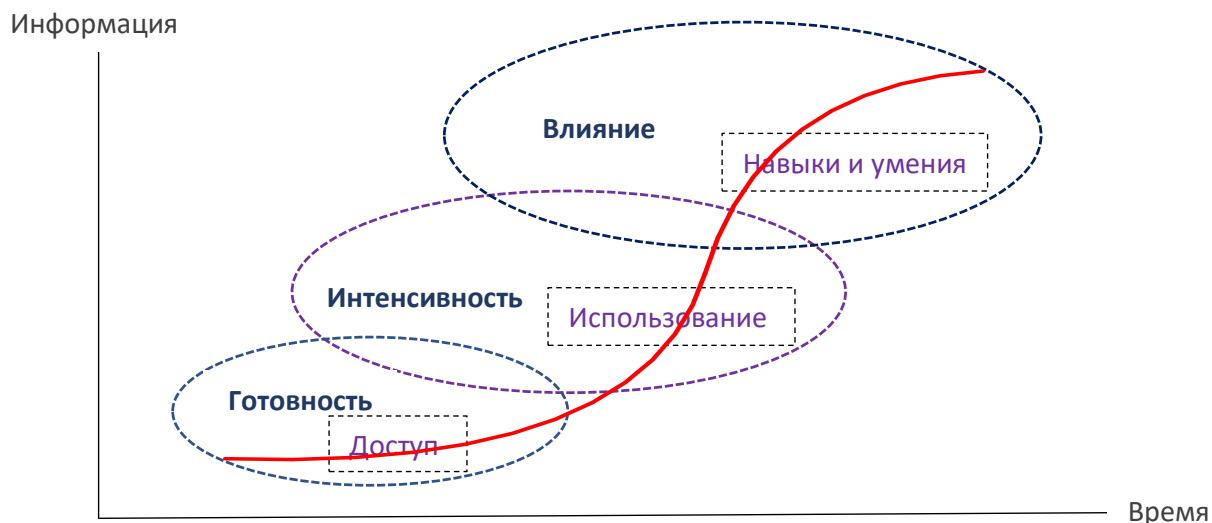 Информация
Влияние
Навыки и умения
Интенсивность
Использование
Готовность
Доступ
Время